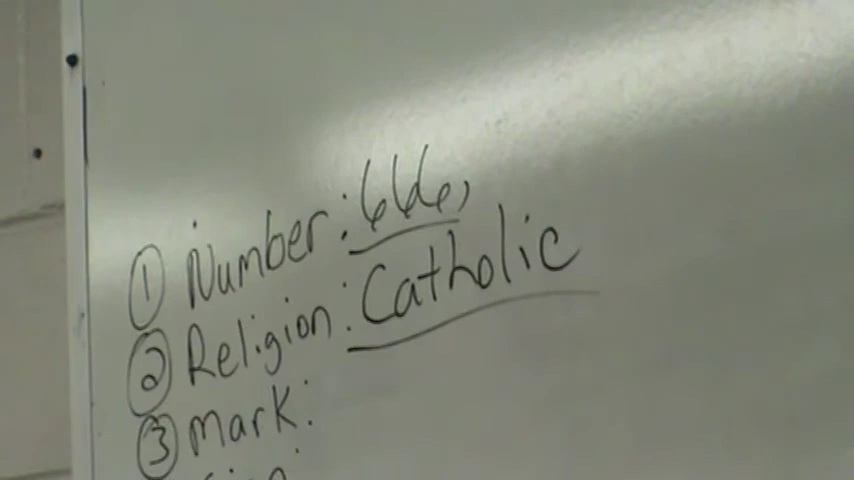 ① Number: 666,
② Religion: Catholic
③ Mark: